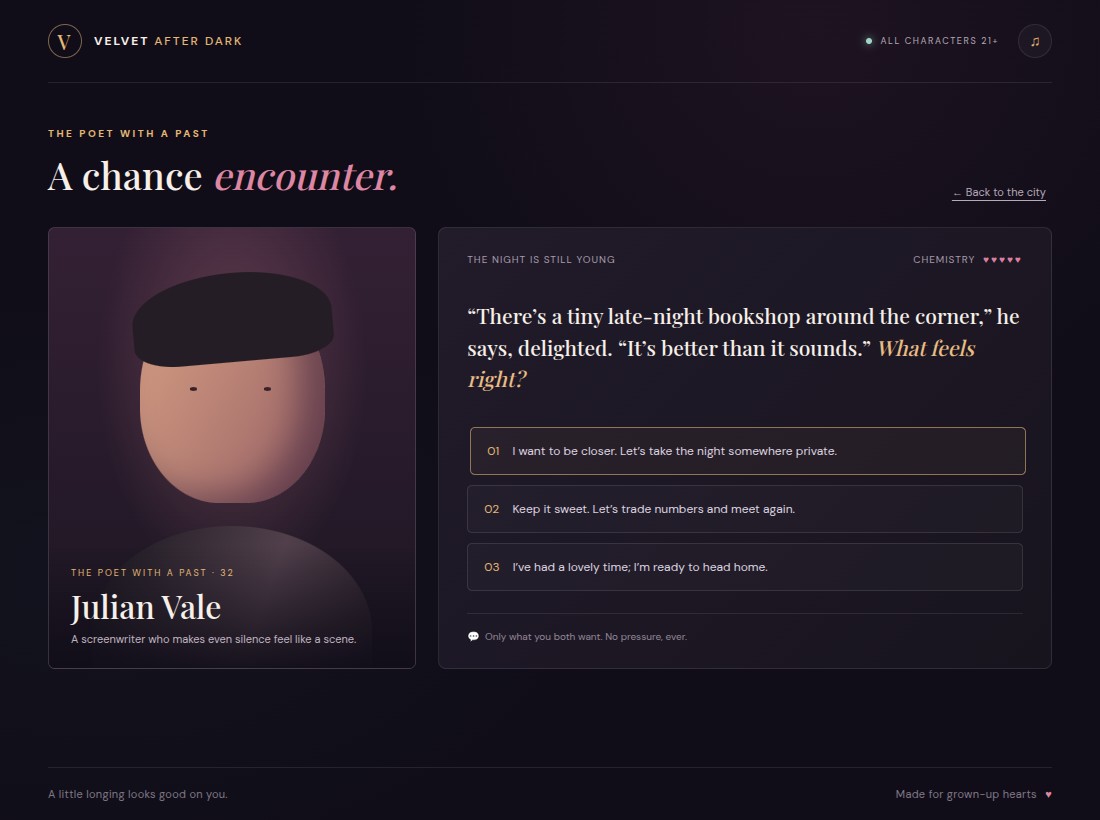 V
VELVET AFTER DARK
ALL CHARACTERS 21+
THE POET WITH A PAST
A chance encounter.
← Back to the city
THE POET WITH A PAST · 32
Julian Vale
A screenwriter who makes even silence feel like a scene.
THE NIGHT IS STILL YOUNG
CHEMISTRY ♥♥♥♥♥
“There’s a tiny late-night bookshop around the corner,” he
says, delighted. “It’s better than it sounds.” What feels
right?
01 I want to be closer. Let’s take the night somewhere private.
02 Keep it sweet. Let’s trade numbers and meet again.
03 I’ve had a lovely time; I’m ready to head home.
💬 Only what you both want. No pressure, ever.
A little longing looks good on you.
Made for grown-up hearts ♥